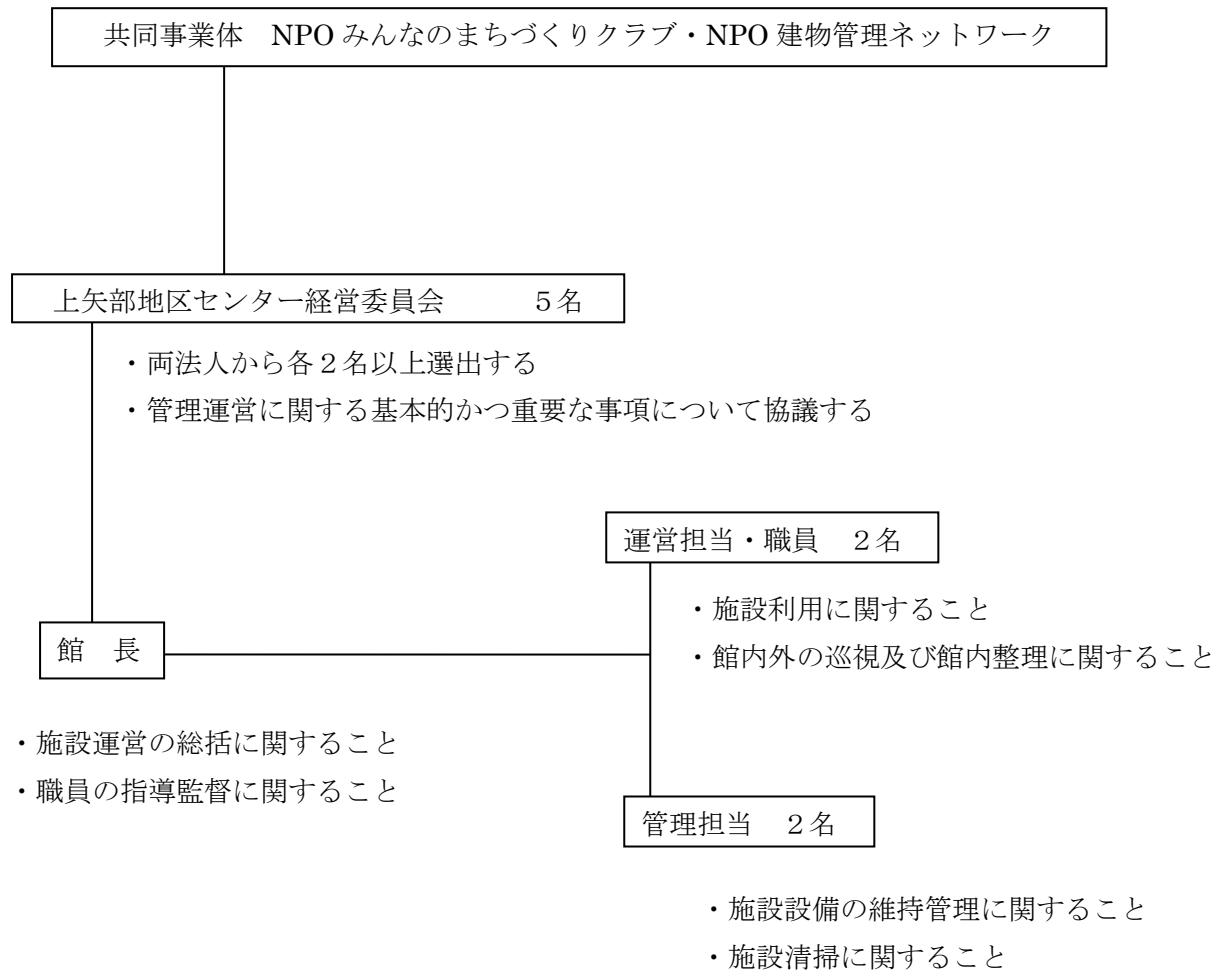 共同事業体　NPO みんなのまちづくりクラブ・NPO 建物管理ネットワーク
上矢部地区センター経営委員会　　　５名
・両法人から各２名以上選出する
・管理運営に関する基本的かつ重要な事項について協議する
運営担当・職員　２名
・施設利用に関すること
・館内外の巡視及び館内整理に関すること
館　長
・施設運営の総括に関すること
・職員の指導監督に関すること
管理担当　２名
・施設設備の維持管理に関すること
・施設清掃に関すること